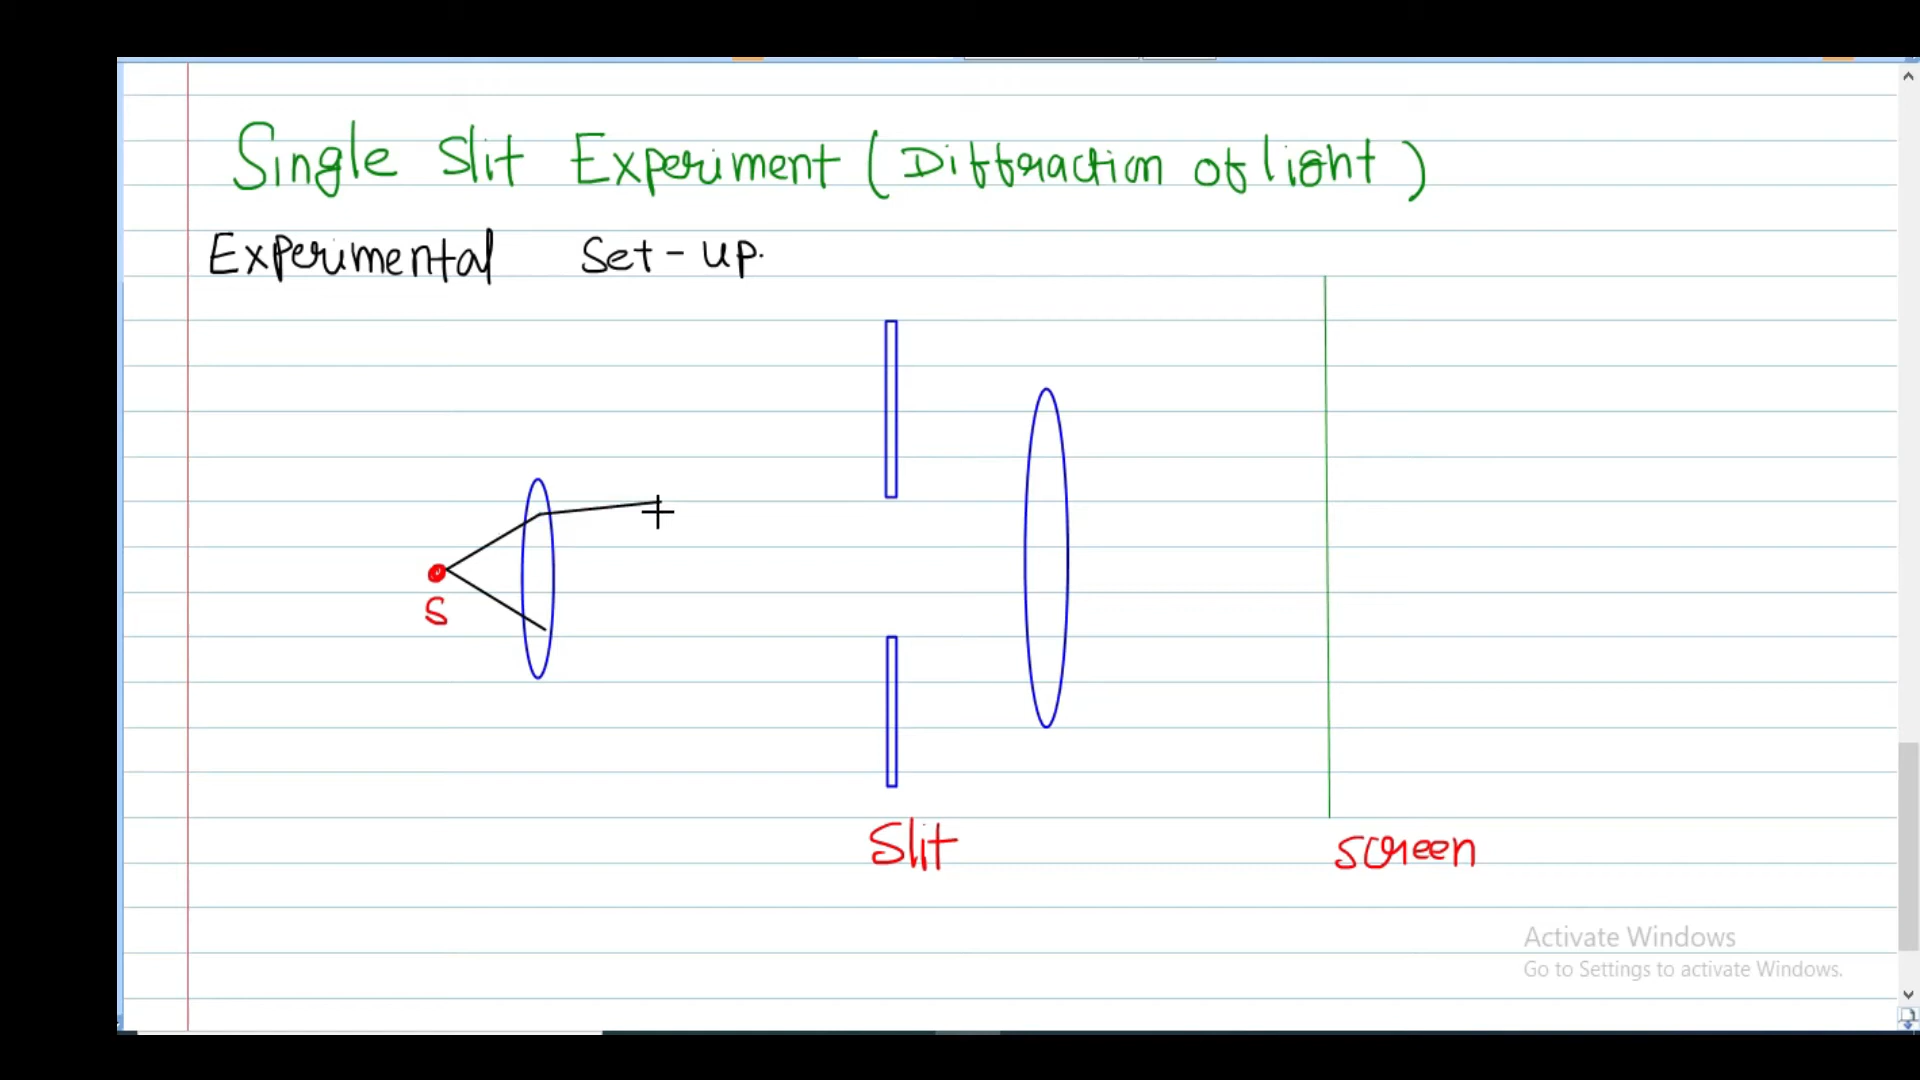 Single Slit Experiment (Diffraction of light)
Experimental Set-up.
S
Slit
screen
Activate Windows
Go to Settings to activate Windows.